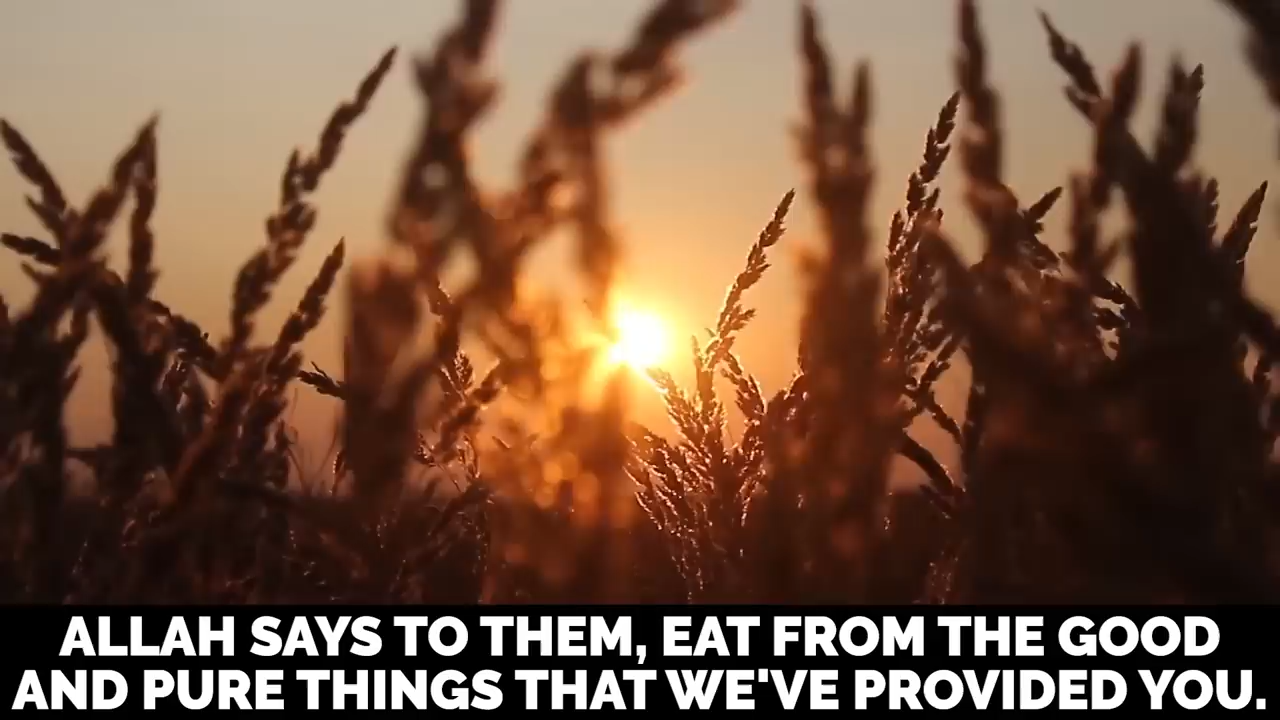 ALLAH SAYS TO THEM, EAT FROM THE GOOD
AND PURE THINGS THAT WE'VE PROVIDED YOU.